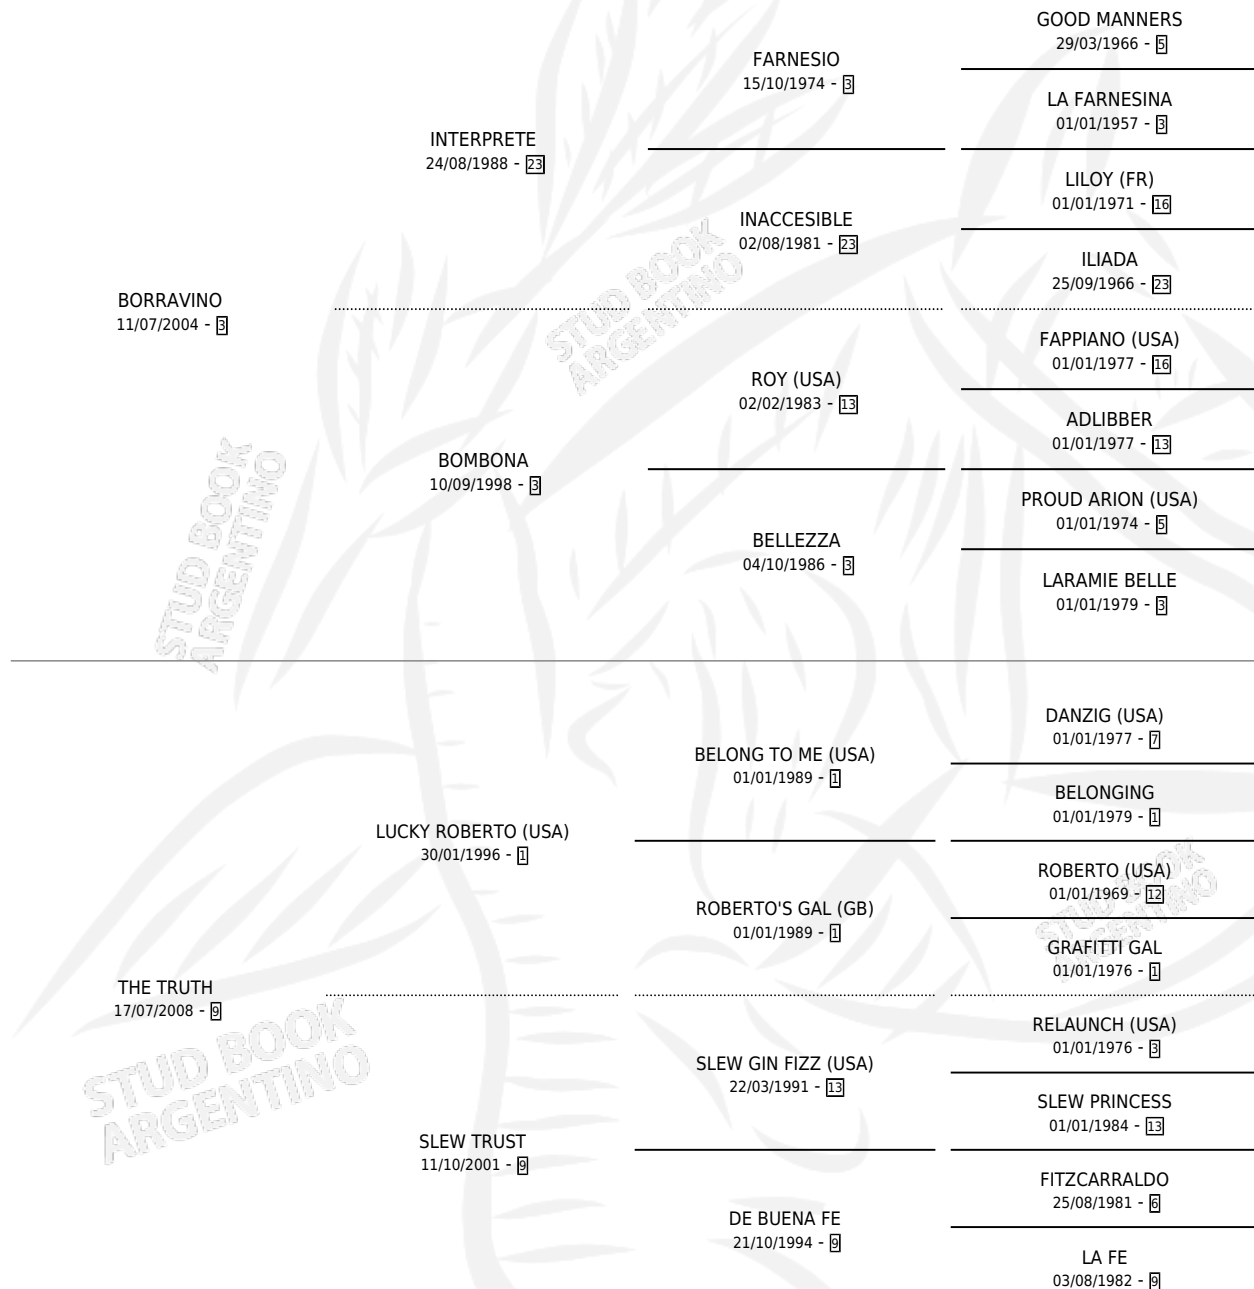 GOOD MANNERS
29/03/1966 - 5
FARNESIO
15/10/1974 - 3
LA FARNESINA
01/01/1957 - 3
INTERPRETE
24/08/1988 - 23
LILOY (FR)
01/01/1971 - 16
INACCESIBLE
02/08/1981 - 23
ILIADA
25/09/1966 - 23
BORRAVINO
11/07/2004 - 3
FAPPIANO (USA)
01/01/1977 - 16
ROY (USA)
02/02/1983 - 13
ADLIBBER
01/01/1977 - 13
BOMBONA
10/09/1998 - 3
PROUD ARION (USA)
01/01/1974 - 5
BELLEZZA
04/10/1986 - 3
LARAMIE BELLE
01/01/1979 - 3
DANZIG (USA)
01/01/1977 - 7
BELONG TO ME (USA)
01/01/1989 - 1
BELONGING
01/01/1979 - 1
LUCKY ROBERTO (USA)
30/01/1996 - 1
ROBERTO (USA)
01/01/1969 - 12
ROBERTO'S GAL (GB)
01/01/1989 - 1
GRAFITTI GAL
01/01/1976 - 1
THE TRUTH
17/07/2008 - 9
RELAUNCH (USA)
01/01/1976 - 3
SLEW GIN FIZZ (USA)
22/03/1991 - 13
SLEW PRINCESS
01/01/1984 - 13
SLEW TRUST
11/10/2001 - 9
FITZCARRALDO
25/08/1981 - 6
DE BUENA FE
21/10/1994 - 9
LA FE
03/08/1982 - 9
STUD BOOK
ARGENTINO
STUD BOOK
ARGENTINO
STUD BOOK
ARGENTINO
STUD BOOK
ARGENTINO